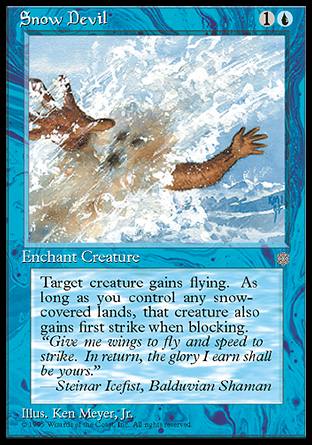 Snow Devil 1
Enchant Creature
Target creature gains flying. As
long as you control any snow-
covered lands, that creature also
gains first strike when blocking.
"Give me wings to fly and speed to
strike. In return, the glory I earn shall
be yours."
Steinar Icefist, Balduvian Shaman
Illus. Ken Meyer, Jr.
© 1995 Wizards of the Coast, Inc. All rights reserved.